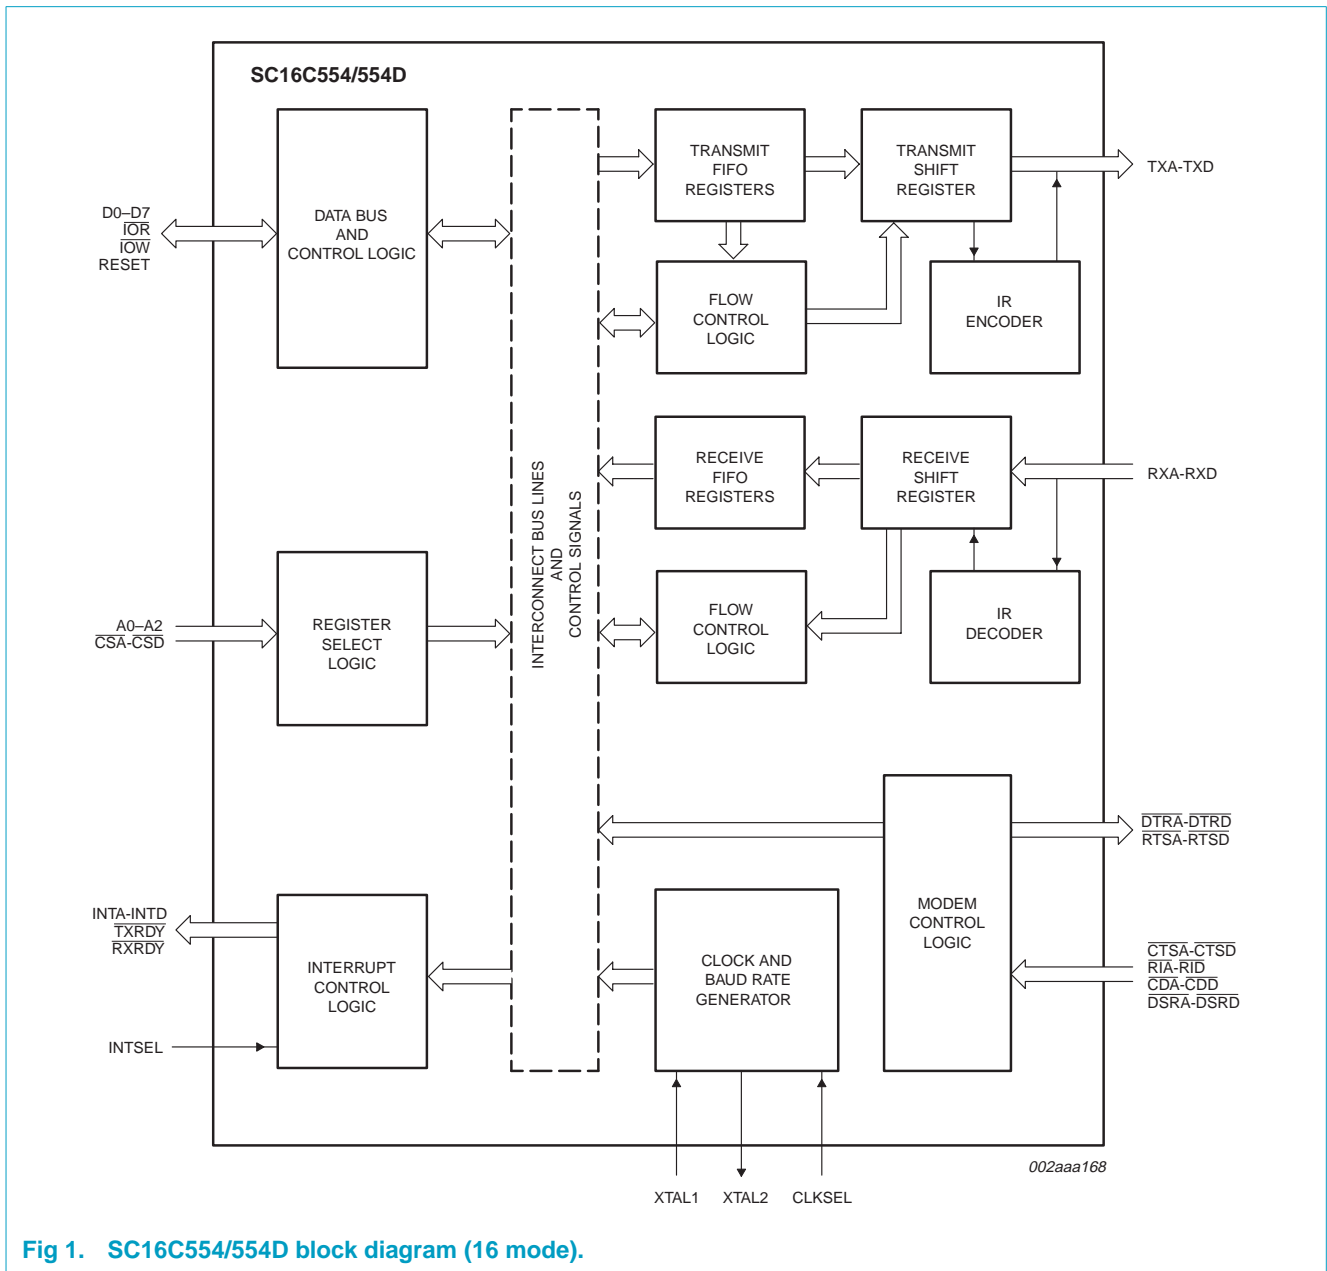 SC16C554/554D
D0–D7
IOR
IOW
RESET
DATA BUS
AND
CONTROL LOGIC
TRANSMIT
FIFO
REGISTERS
TRANSMIT
SHIFT
REGISTER
TXA-TXD
FLOW
CONTROL
LOGIC
IR
ENCODER
INTERCONNECT BUS LINES
AND
CONTROL SIGNALS
RECEIVE
FIFO
REGISTERS
RECEIVE
SHIFT
REGISTER
RXA-RXD
A0–A2
CSA-CSD
REGISTER
SELECT
LOGIC
FLOW
CONTROL
LOGIC
IR
DECODER
DTRA-DTRD
RTSA-RTSD
MODEM
CONTROL
LOGIC
CTSA-CTSD
RIA-RID
CDA-CDD
DSRA-DSRD
INTA-INTD
TXRDY
RXRDY
INTERRUPT
CONTROL
LOGIC
INTSEL
CLOCK AND
BAUD RATE
GENERATOR
002aaa168
XTAL1 XTAL2 CLKSEL
Fig 1. SC16C554/554D block diagram (16 mode).